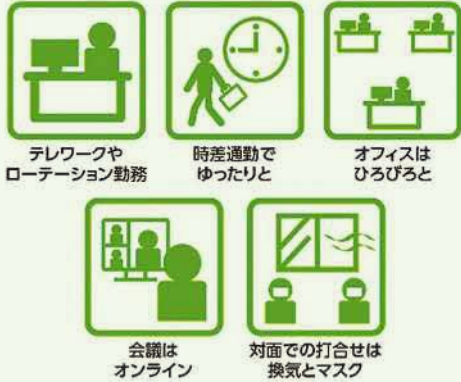 テレワークや
ローテーション勤務
時差通勤で
ゆったりと
オフィスは
ひろびろと
会議は
オンライン
対面での打合せは
換気とマスク